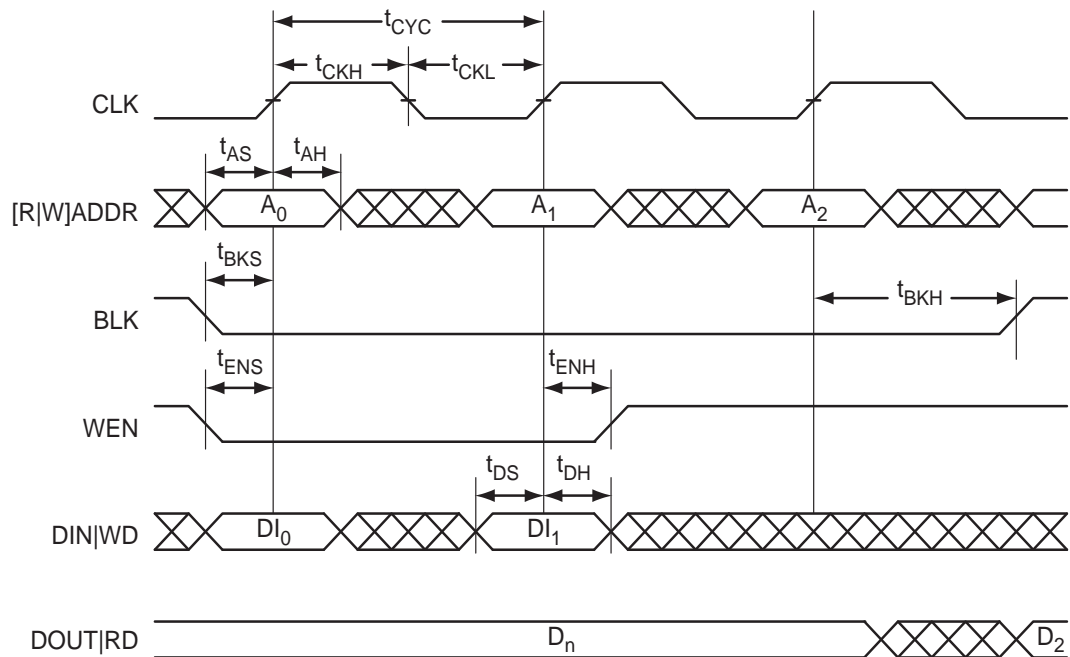 tCYC
tCKH
tCKL
CLK
tAS
tAH
[R|W]ADDR
A0
A1
A2
tBKS
tBKH
BLK
tENS
tENH
WEN
tDS
tDH
DIN|WD
DI0
DI1
DOUT|RD
Dn
D2